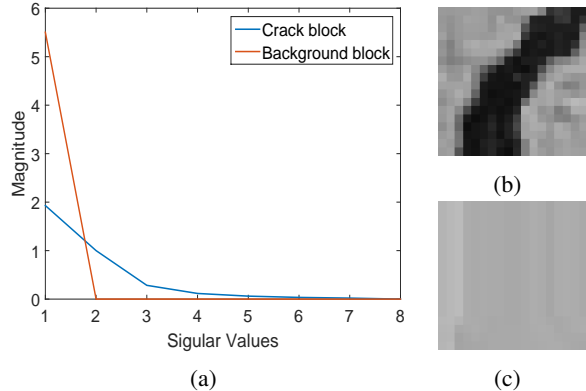 6
5
4
3
2
1
0
Magnitude
Crack block
Background block
1 2 3 4 5 6 7 8
Sigular Values
(a)
(b)
(c)